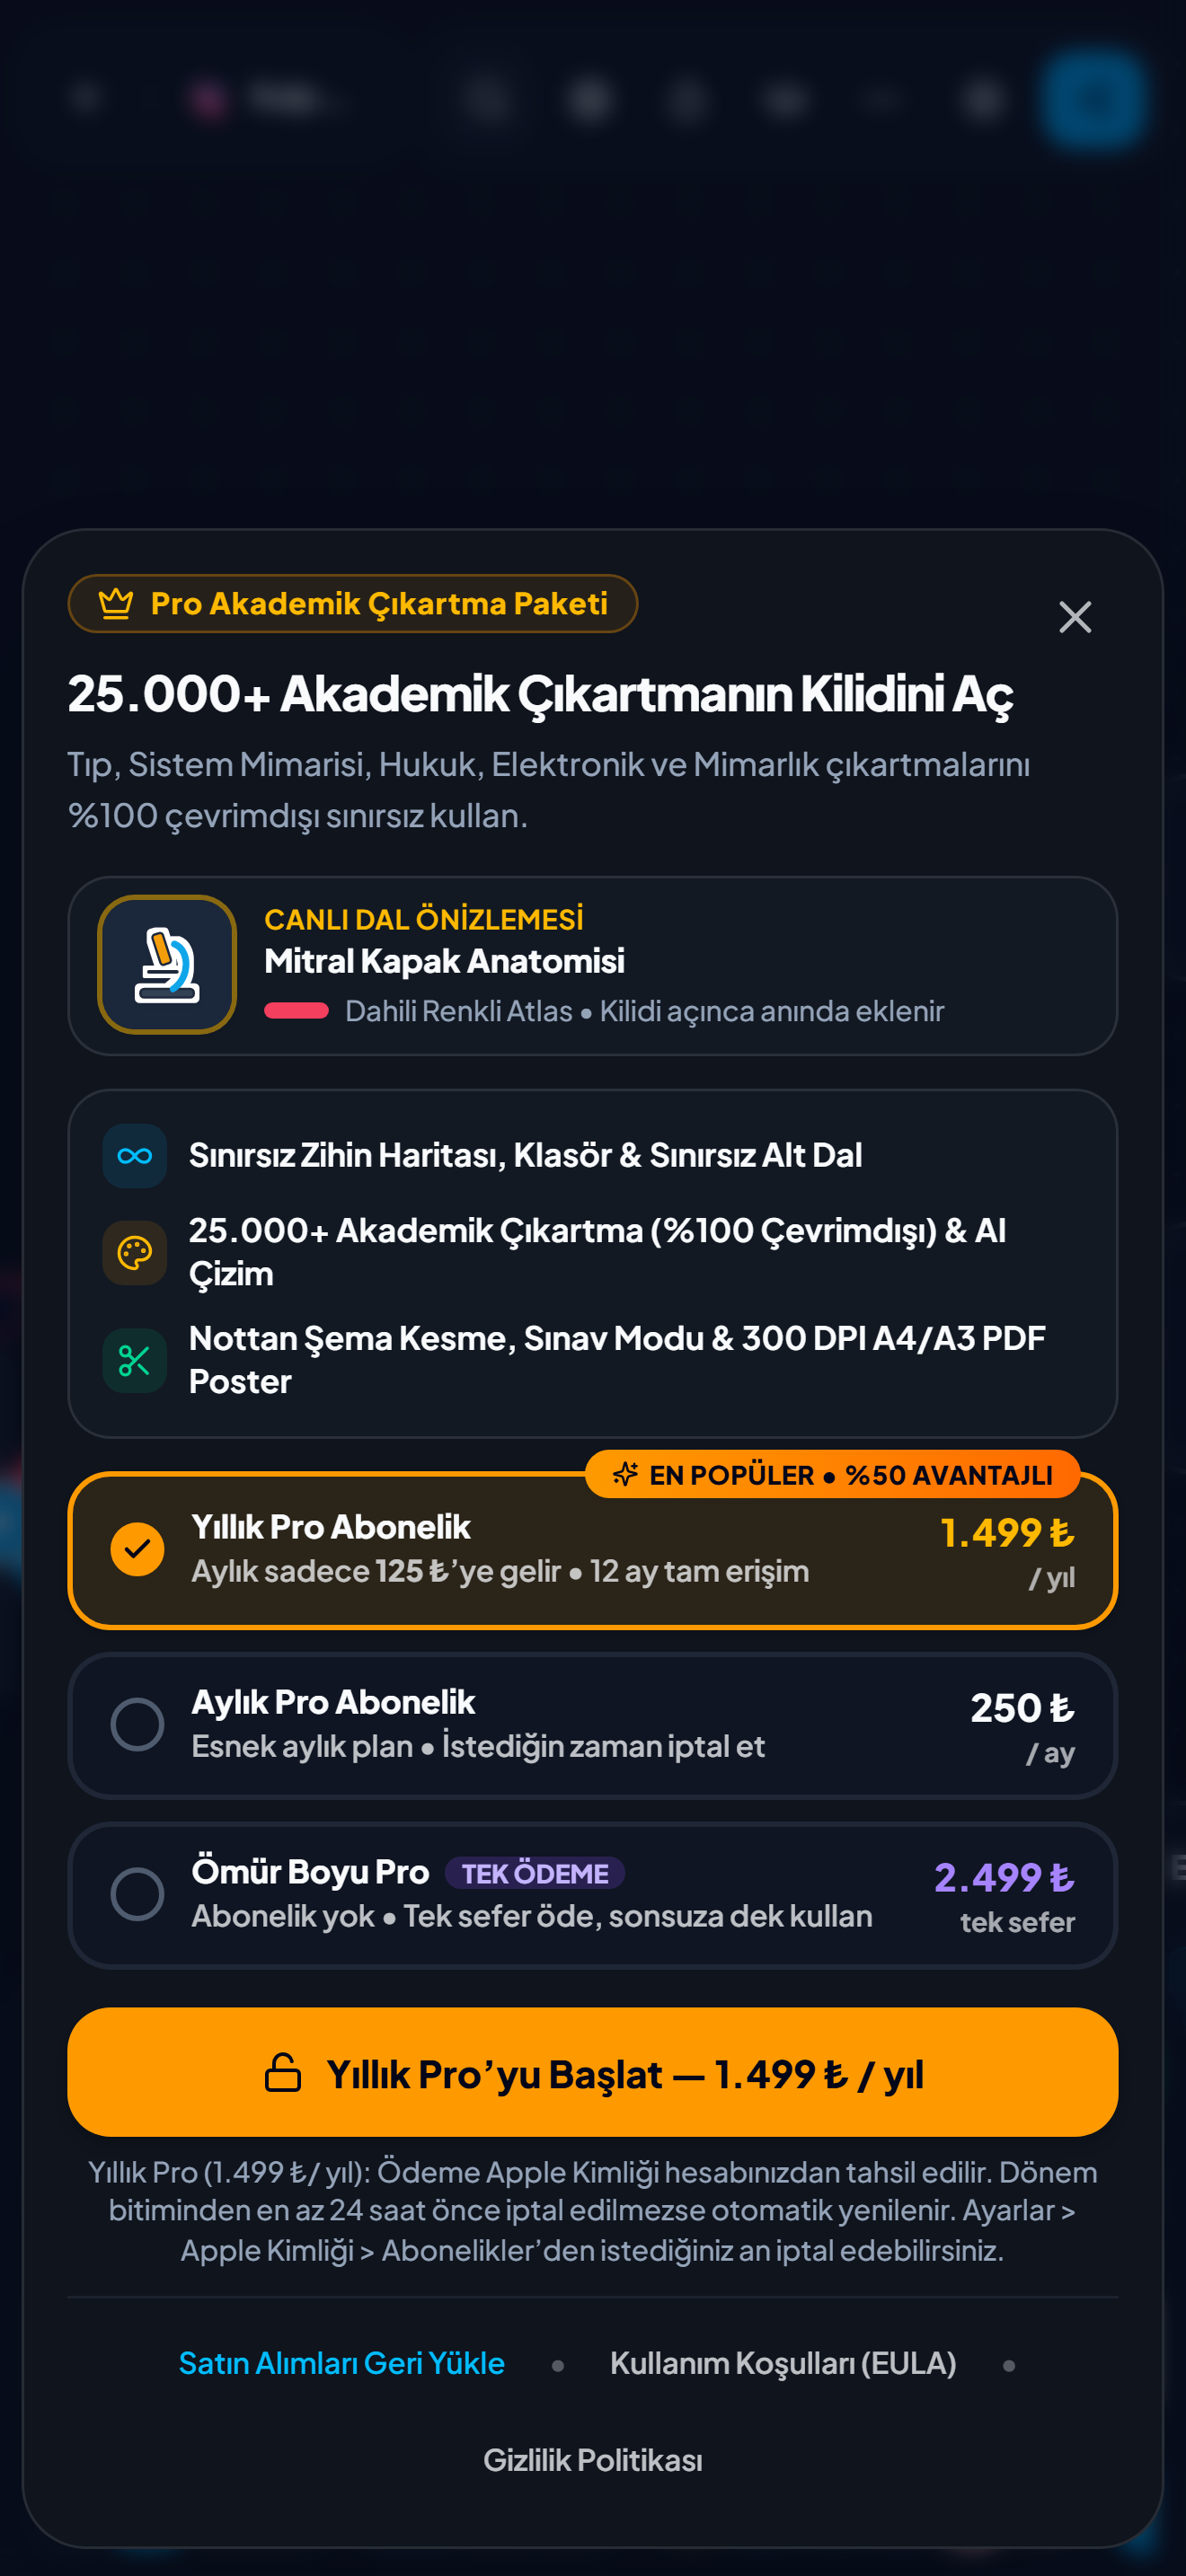 Pro Akademik Çıkartma Paketi
25.000+ Akademik Çıkartmanın Kilidini Aç
Tıp, Sistem Mimarisi, Hukuk, Elektronik ve Mimarlık çıkartmalarını
%100 çevrimdışı sınırsız kullan.
CANLI DAL ÖNİZLEMESİ
Mitral Kapak Anatomisi
Dahili Renkli Atlas • Kilidi açınca anında eklenir
Sınırsız Zihin Haritası, Klasör & Sınırsız Alt Dal
25.000+ Akademik Çıkartma (%100 Çevrimdışı) & AI
Çizim
Nottan Şema Kesme, Sınav Modu & 300 DPI A4/A3 PDF
Poster
EN POPÜLER • %50 AVANTAJLI
Yıllık Pro Abonelik
1.499 ₺
Aylık sadece 125 ₺’ye gelir • 12 ay tam erişim
/ yıl
Aylık Pro Abonelik
250 ₺
Esnek aylık plan • İstediğin zaman iptal et
/ ay
Ömür Boyu Pro TEK ÖDEME
2.499 ₺
Abonelik yok • Tek sefer öde, sonsuza dek kullan
tek sefer
Yıllık Pro’yu Başlat — 1.499 ₺ / yıl
Yıllık Pro (1.499 ₺/ yıl): Ödeme Apple Kimliği hesabınızdan tahsil edilir. Dönem
bitiminden en az 24 saat önce iptal edilmezse otomatik yenilenir. Ayarlar >
Apple Kimliği > Abonelikler’den istediğiniz an iptal edebilirsiniz.
Satın Alımları Geri Yükle • Kullanım Koşulları (EULA) •
Gizlilik Politikası